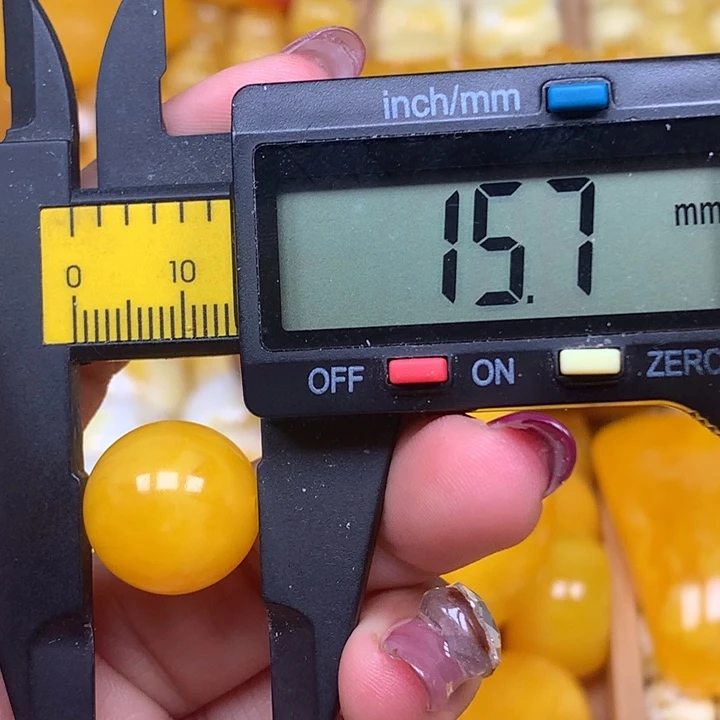 inch/mm
15.7 mm
0 10
OFF ON ZERO